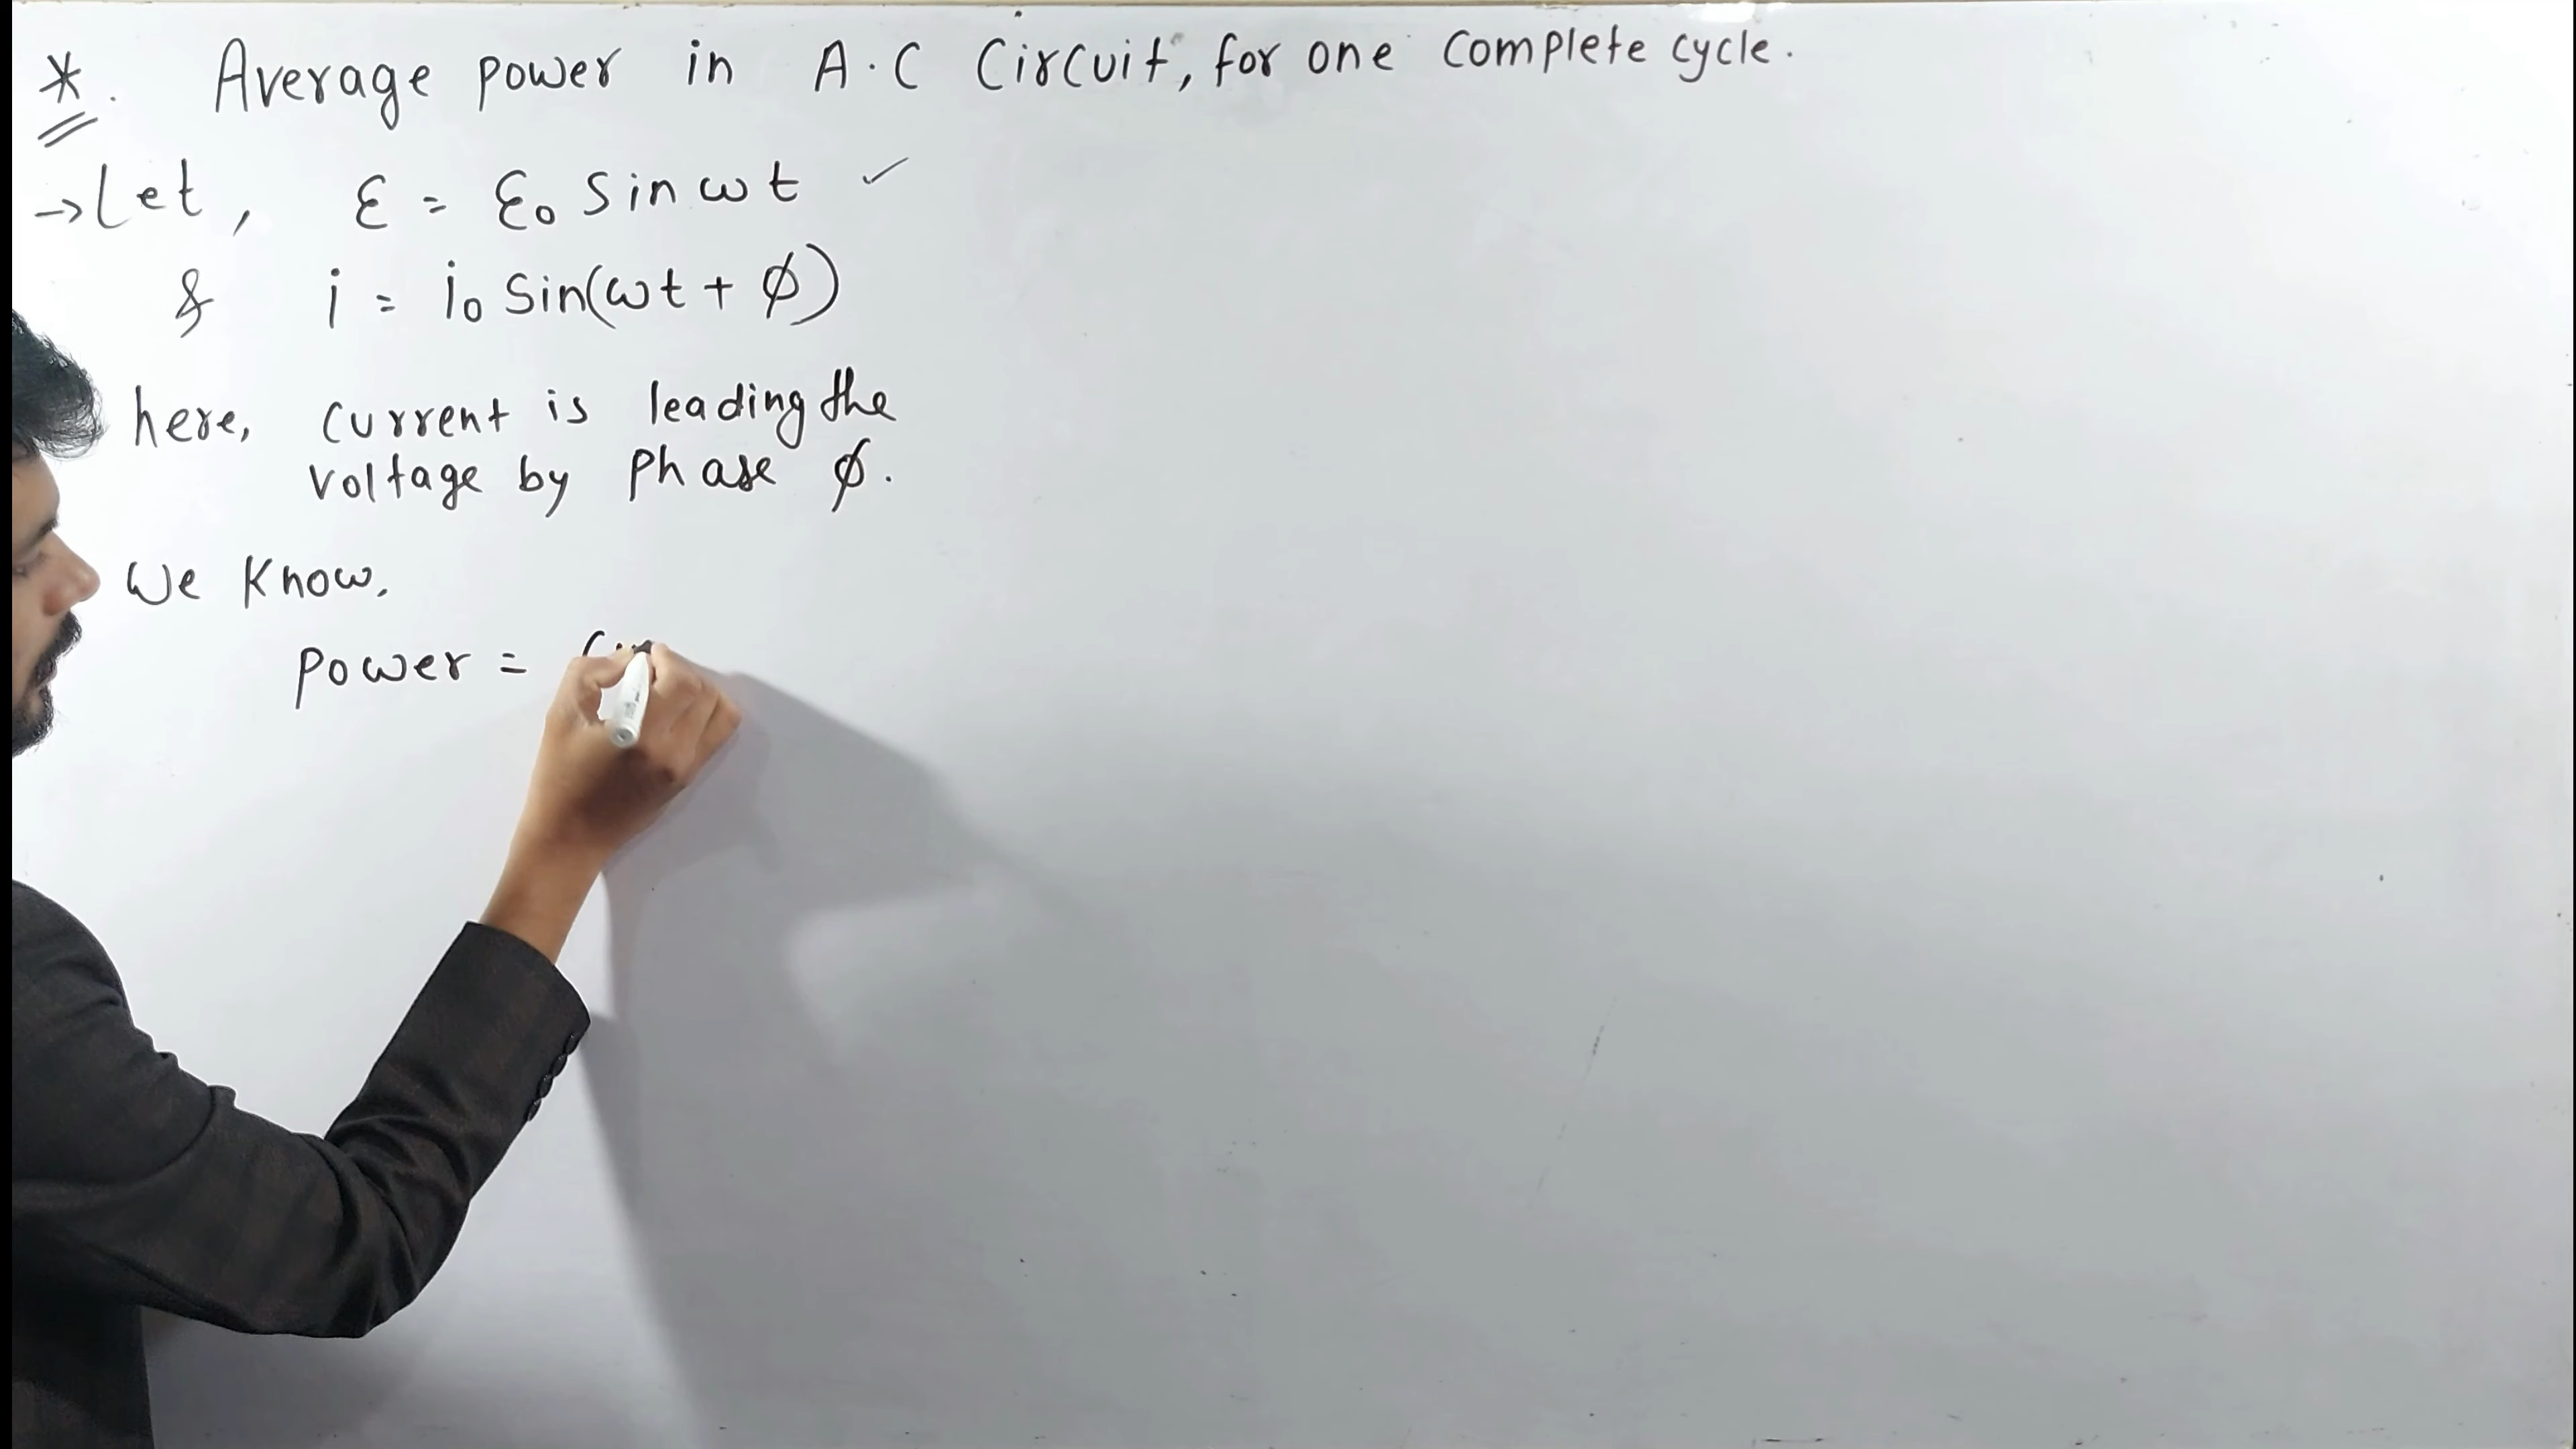 *. Average power in A.C Circuit, for one complete cycle.
→Let, Ɛ = Ɛ₀ Sin ωt ✓
& i = i₀ Sin(ωt + ϕ)
here, current is leading the
voltage by phase ϕ.
We Know,
power =